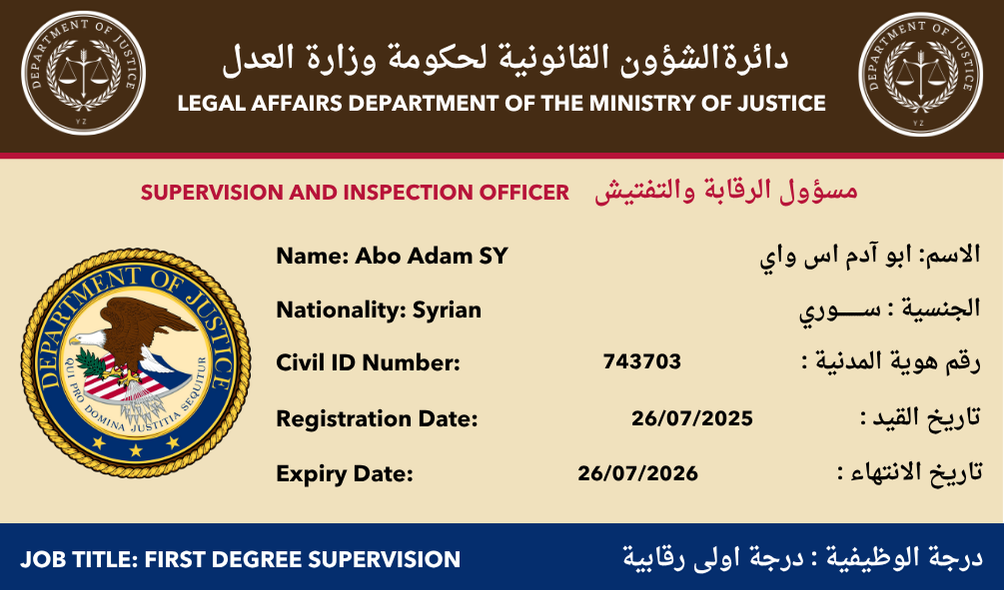 DEPARTMENT OF JUSTICE
YZ
دائرةالشؤون القانونية لحكومة وزارة العدل
LEGAL AFFAIRS DEPARTMENT OF THE MINISTRY OF JUSTICE
DEPARTMENT OF JUSTICE
YZ
SUPERVISION AND INSPECTION OFFICER مسؤول الرقابة والتفتيش
DEPARTMENT OF JUSTICE
QUI PRO DOMINA JUSTITIA SEQUITUR
Name: Abo Adam SY الاسم: ابو آدم اس واي
Nationality: Syrian الجنسية : ســـوري
Civil ID Number: 743703 رقم هوية المدنية :
Registration Date: 26/07/2025 تاريخ القيد :
Expiry Date: 26/07/2026 تاريخ الانتهاء :
JOB TITLE: FIRST DEGREE SUPERVISION درجة الوظيفية : درجة اولى رقابية